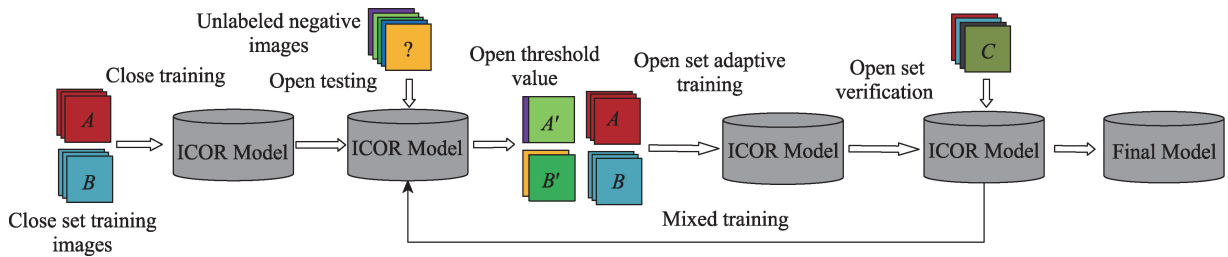 Unlabeled negative
images
?
Close training
Open testing
Open threshold
value
Open set adaptive
training
Open set
verification
C
A
B
ICOR Model
ICOR Model
A′
B′
A
B
ICOR Model
ICOR Model
Final Model
Close set training
images
Mixed training